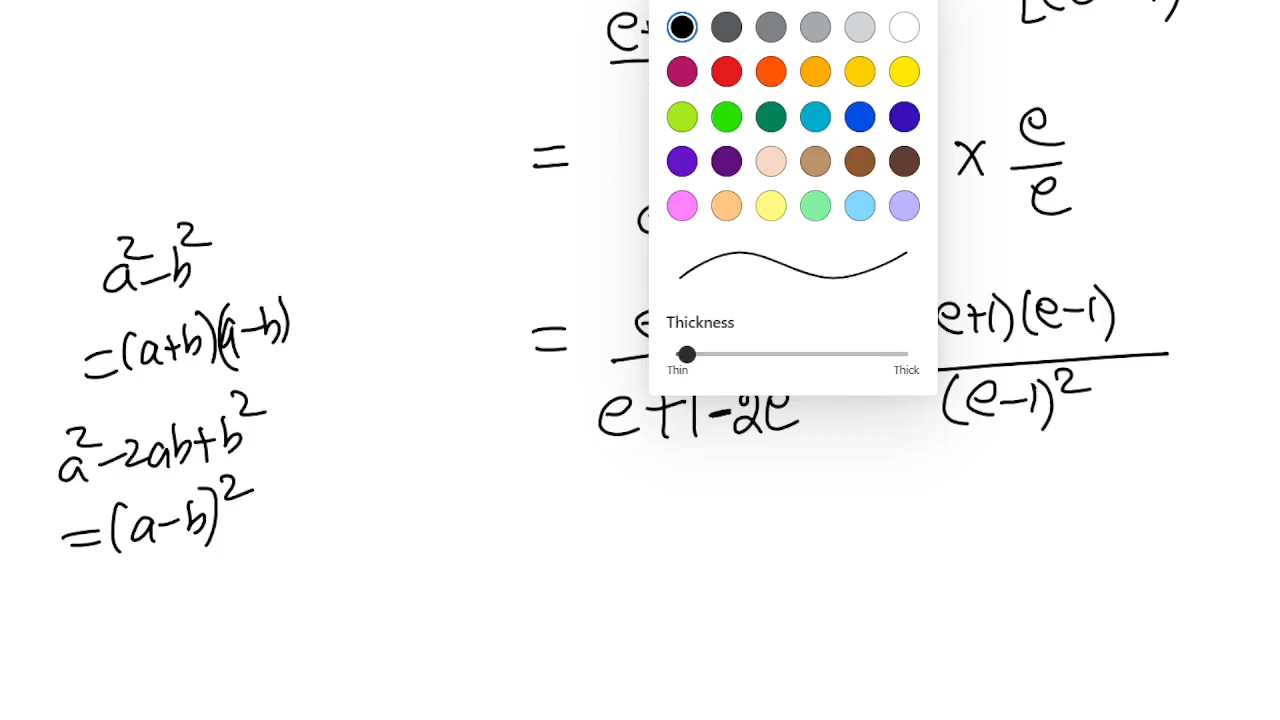 =
× e/e
a²-b²
=(a+b)(a-b)
= e+1)(e-1)
Thickness
Thin Thick
e+1-2e (e-1)²
a²-2ab+b²
=(a-b)²